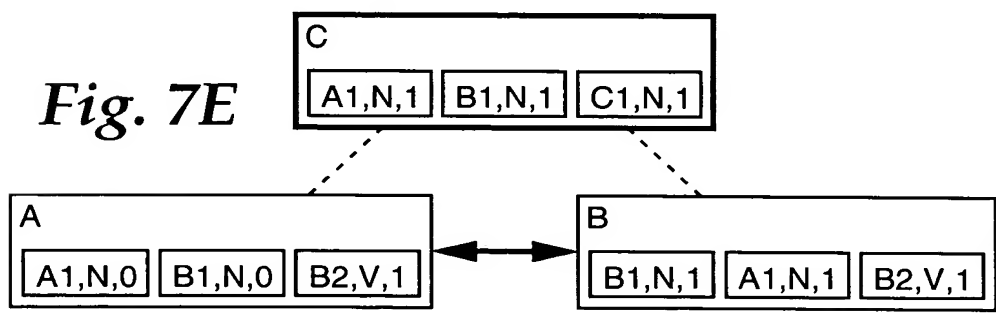 C
Fig. 7E
A1,N,1 B1,N,1 C1,N,1
A
A1,N,0 B1,N,0 B2,V,1
B
B1,N,1 A1,N,1 B2,V,1